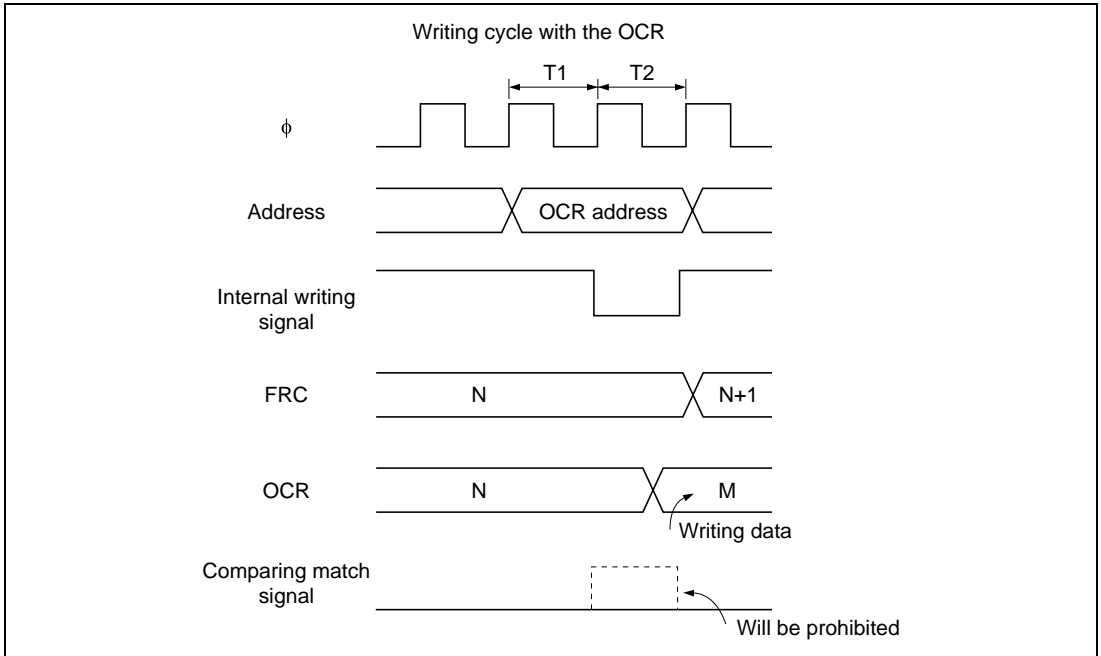 Writing cycle with the OCR
T1 T2
ϕ
Address OCR address
Internal writing
signal
FRC N N+1
OCR N M
Writing data
Comparing match
signal
Will be prohibited